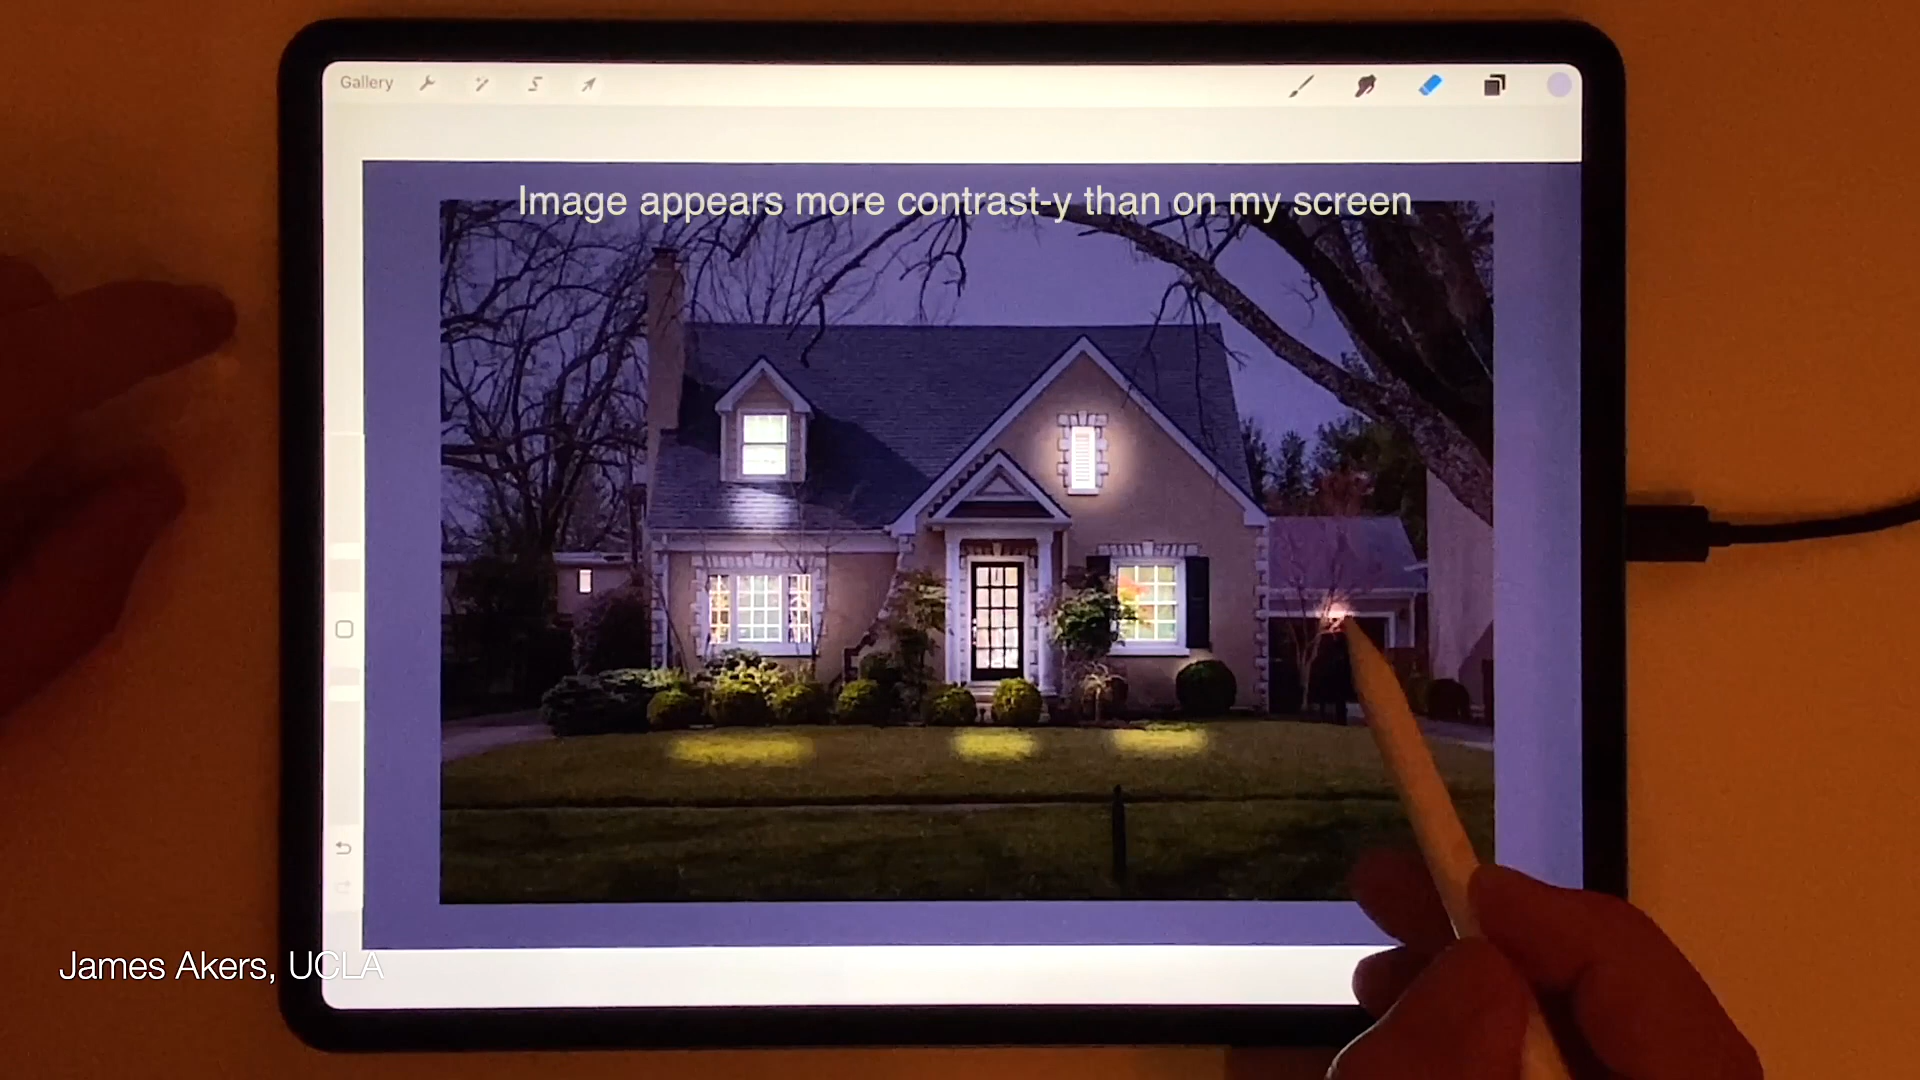 Gallery
Image appears more contrast-y than on my screen
James Akers, UCLA